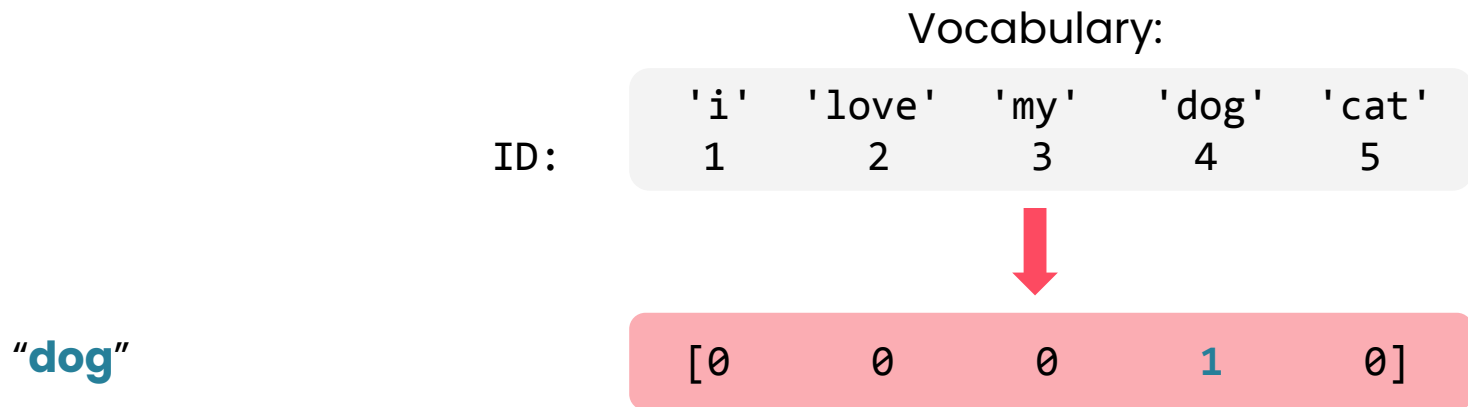 Vocabulary:
'i' 'love' 'my' 'dog' 'cat'
ID: 1 2 3 4 5
“dog” [0 0 0 1 0]